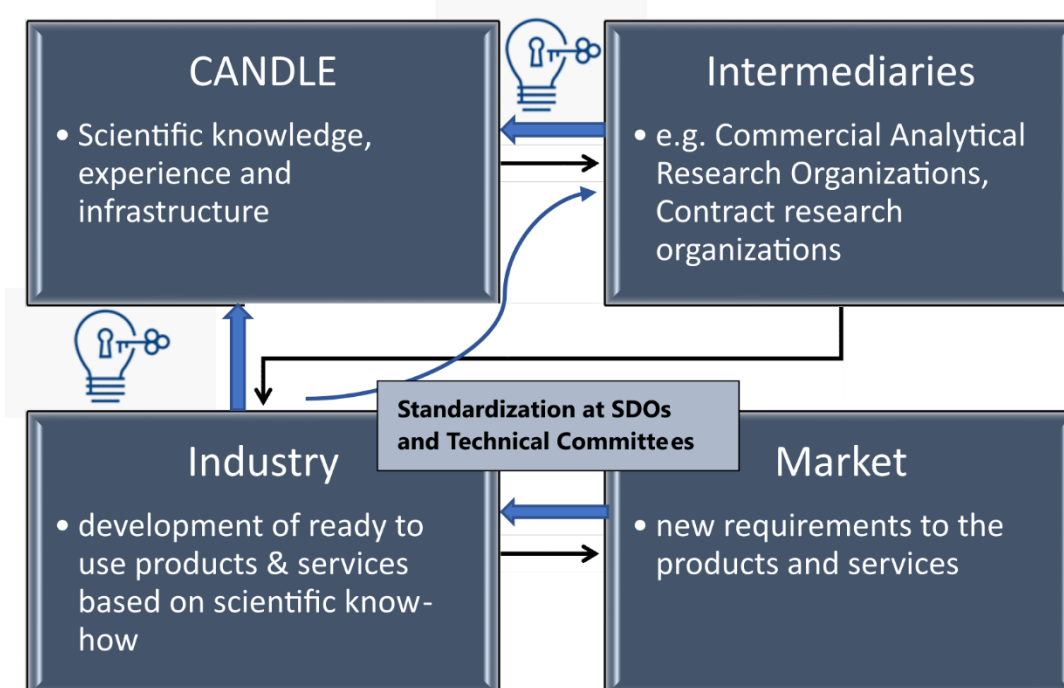 CANDLE
• Scientific knowledge,
experience and
infrastructure
Intermediaries
• e.g. Commercial Analytical
Research Organizations,
Contract research
organizations
Standardization at SDOs
and Technical Committees
Industry
• development of ready to
use products & services
based on scientific know-
how
Market
• new requirements to the
products and services